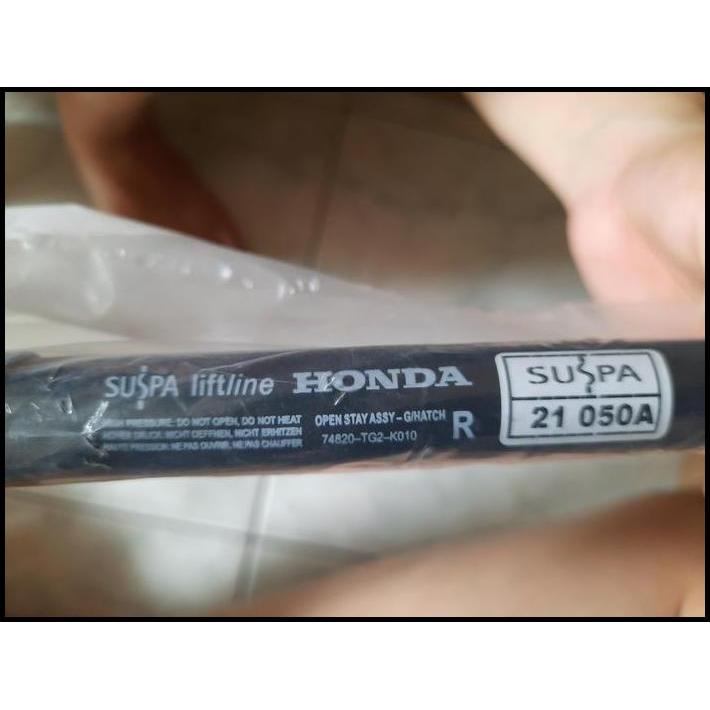 SUSPA liftline HONDA
HIGH PRESSURE: DO NOT OPEN, DO NOT HEAT
HOHER DRUCK, NICHT OEFFNEN, NICHT ERHITZEN
HAUTE PRESSION: NE PAS OUVRIR, NE PAS CHAUFFER
OPEN STAY ASSY-G/HATCH
74820-TG2-K010
R
SUSPA
21 050A